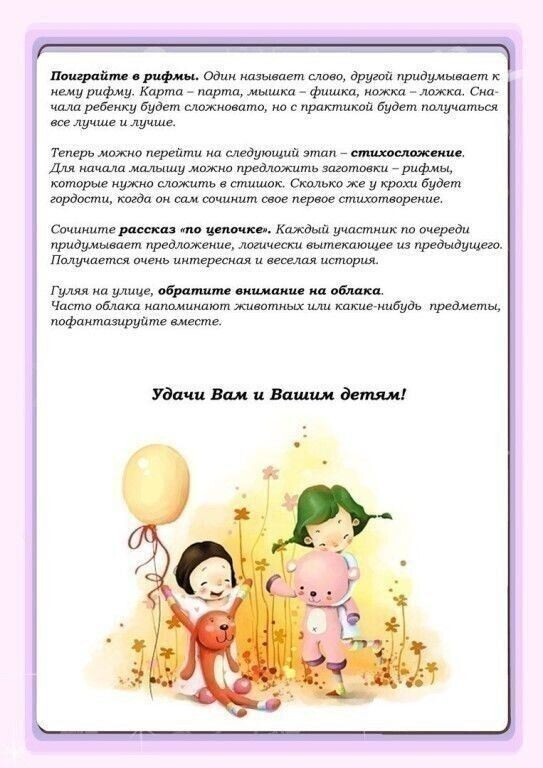 Поиграйте в рифмы. Один называет слово, другой придумывает к
нему рифму. Карта – парта, мышка – фишка, ножка – ложка. Сна-
чала ребенку будет сложновато, но с практикой будет получаться
все лучше и лучше.
Теперь можно перейти на следующий этап – стихосложение.
Для начала малышу можно предложить заготовки – рифмы,
которые нужно сложить в стишок. Сколько же у крохи будет
гордости, когда он сам сочинит свое первое стихотворение.
Сочините рассказ «по цепочке». Каждый участник по очереди
придумывает предложение, логически вытекающее из предыдущего.
Получается очень интересная и веселая история.
Гуляя на улице, обратите внимание на облака.
Часто облака напоминают животных или какие-нибудь предметы,
пофантазируйте вместе.
Удачи Вам и Вашим детям!